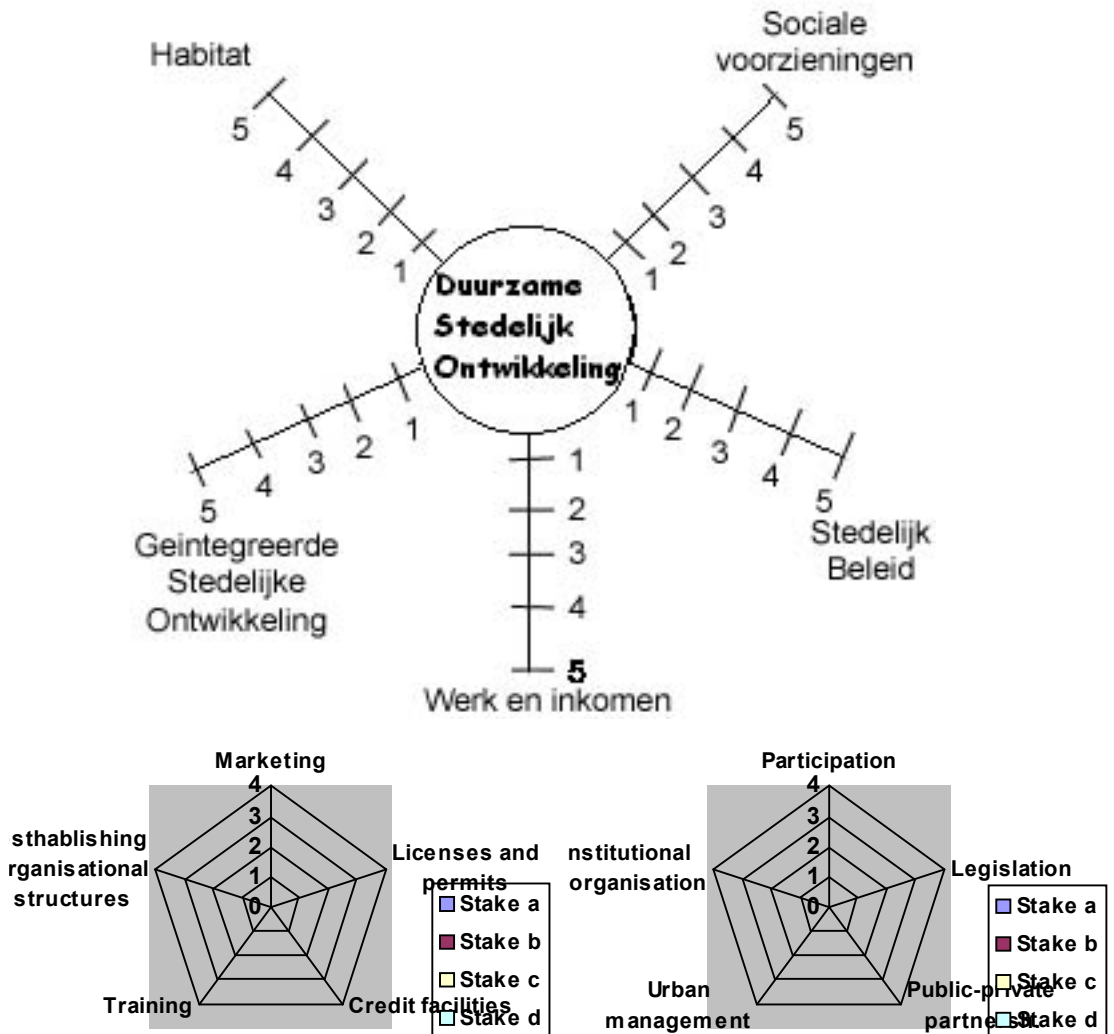 Habitat
5
4
3
2
1
Sociale
voorzieningen
5
4
3
2
1
Duurzame
Stedelijk
Ontwikkeling
1
2
3
4
5
Geintegreerde
Stedelijke
Ontwikkeling
1
2
3
4
5
Werk en inkomen
1
2
3
4
5
Stedelijk
Beleid
Marketing
4
3
2
1
0
sthablishing
rganisational
structures
Licenses and
permits
Training
Credit facilities
Stake a
Stake b
Stake c
Stake d
Participation
4
3
2
1
0
nstitutional
organisation
Legislation
Urban
management
Public-private
Stake a
Stake b
Stake c
Stake d